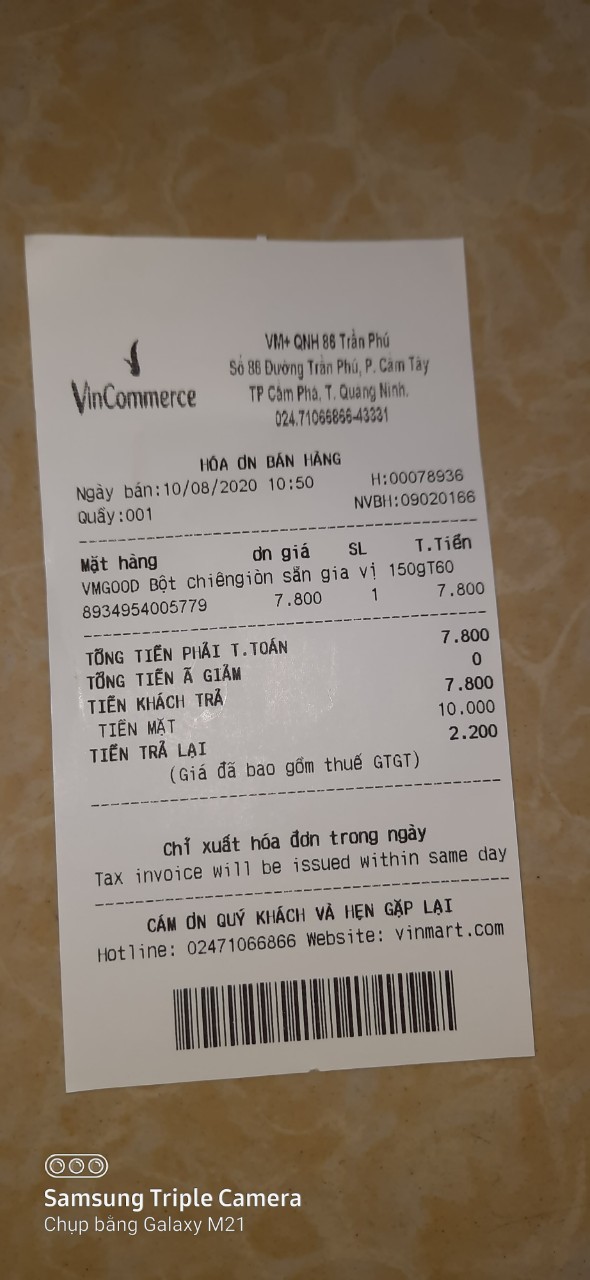 VinCommerce
VM+ QNH 86 Trần Phú
Số 86 Đường Trần Phú, P. Cẩm Tây
TP Cẩm Phả, T. Quảng Ninh.
024.71066866-43331
HÓA ƠN BÁN HÀNG
Ngày bán:10/08/2020 10:50 H:00078936
Quầy:001 NVBH:09020166
Mặt hàng ơn giá SL T.Tiền
VMGOOD Bột chiêngiòn sẵn gia vị 150gT60
8934954005779 7.800 1 7.800
TỔNG TIỀN PHẢI T.TOÁN 7.800
TỔNG TIỀN Ã GIẢM 0
TIỀN KHÁCH TRẢ 7.800
TIỀN MẶT 10.000
TIỀN TRẢ LẠI 2.200
(Giá đã bao gồm thuế GTGT)
Chỉ xuất hóa đơn trong ngày
Tax invoice will be issued within same day
CÁM ƠN QUÝ KHÁCH VÀ HẸN GẶP LẠI
Hotline: 02471066866 Website: vinmart.com
Samsung Triple Camera
Chụp bằng Galaxy M21